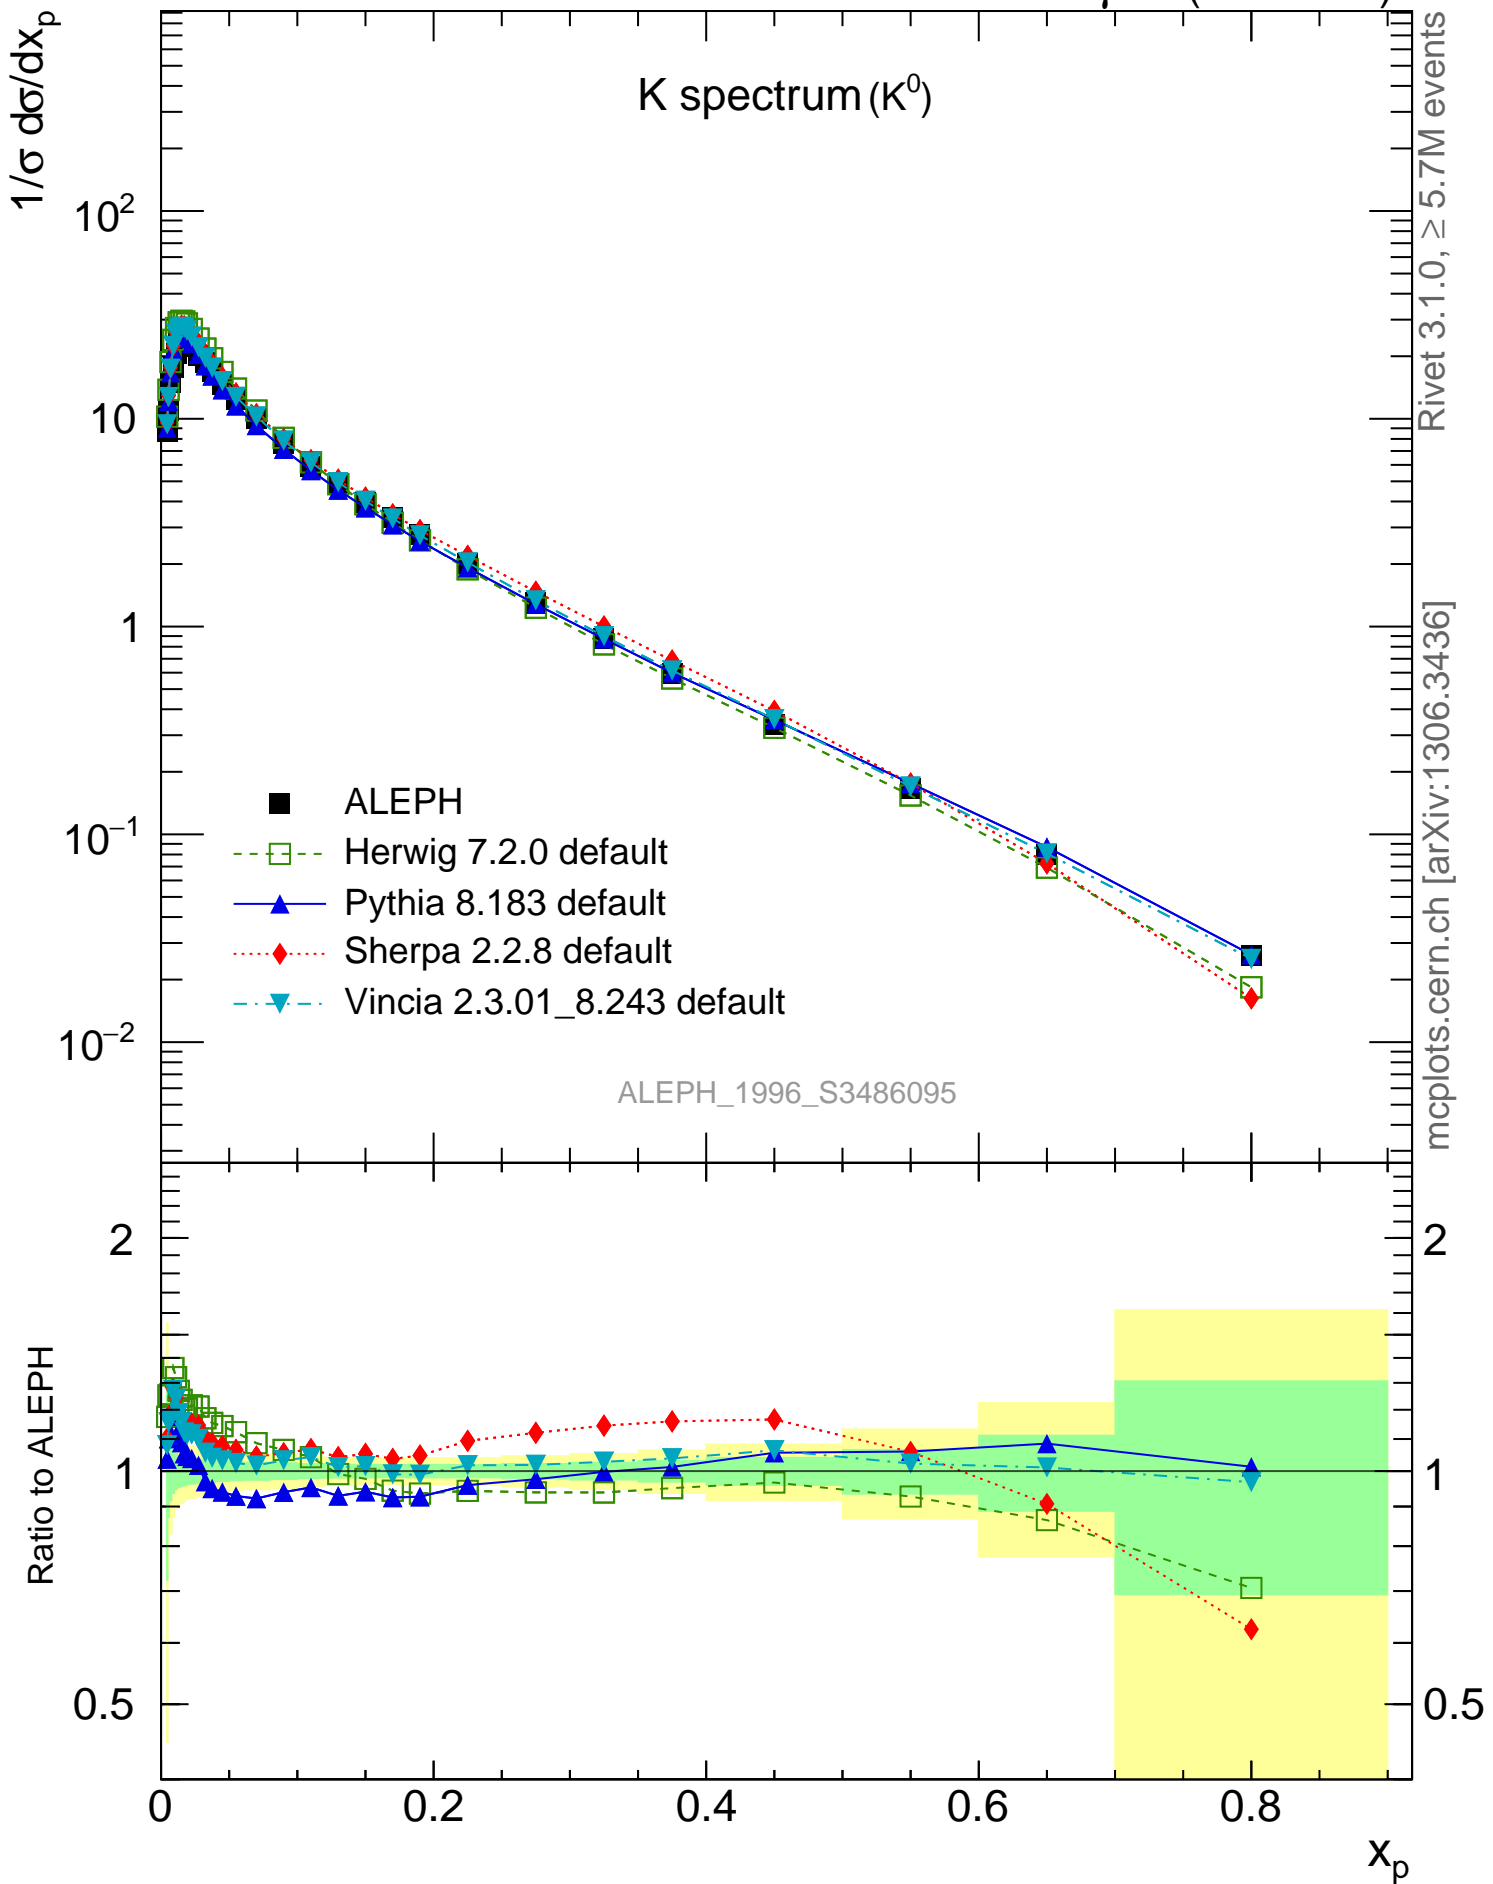 1/σ dσ/dxₚ
K spectrum (K⁰)
10²
10
1
10⁻¹
10⁻²
ALEPH
Herwig 7.2.0 default
Pythia 8.183 default
Sherpa 2.2.8 default
Vincia 2.3.01_8.243 default
ALEPH_1996_S3486095
Rivet 3.1.0, ≥ 5.7M events
mcplots.cern.ch [arXiv:1306.3436]
Ratio to ALEPH
2
1
0.5
2
1
0.5
0 0.2 0.4 0.6 0.8
xₚ